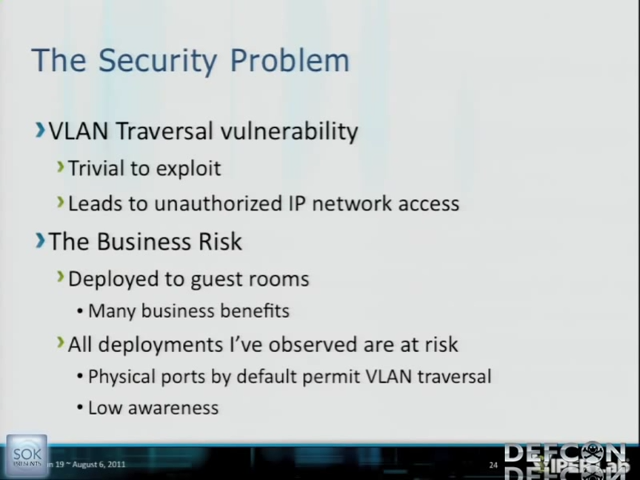 The Security Problem
VLAN Traversal vulnerability
Trivial to exploit
Leads to unauthorized IP network access
The Business Risk
Deployed to guest rooms
• Many business benefits
All deployments I've observed are at risk
• Physical ports by default permit VLAN traversal
• Low awareness
SOK
19 ~ August 6, 2011
24
DEFCON